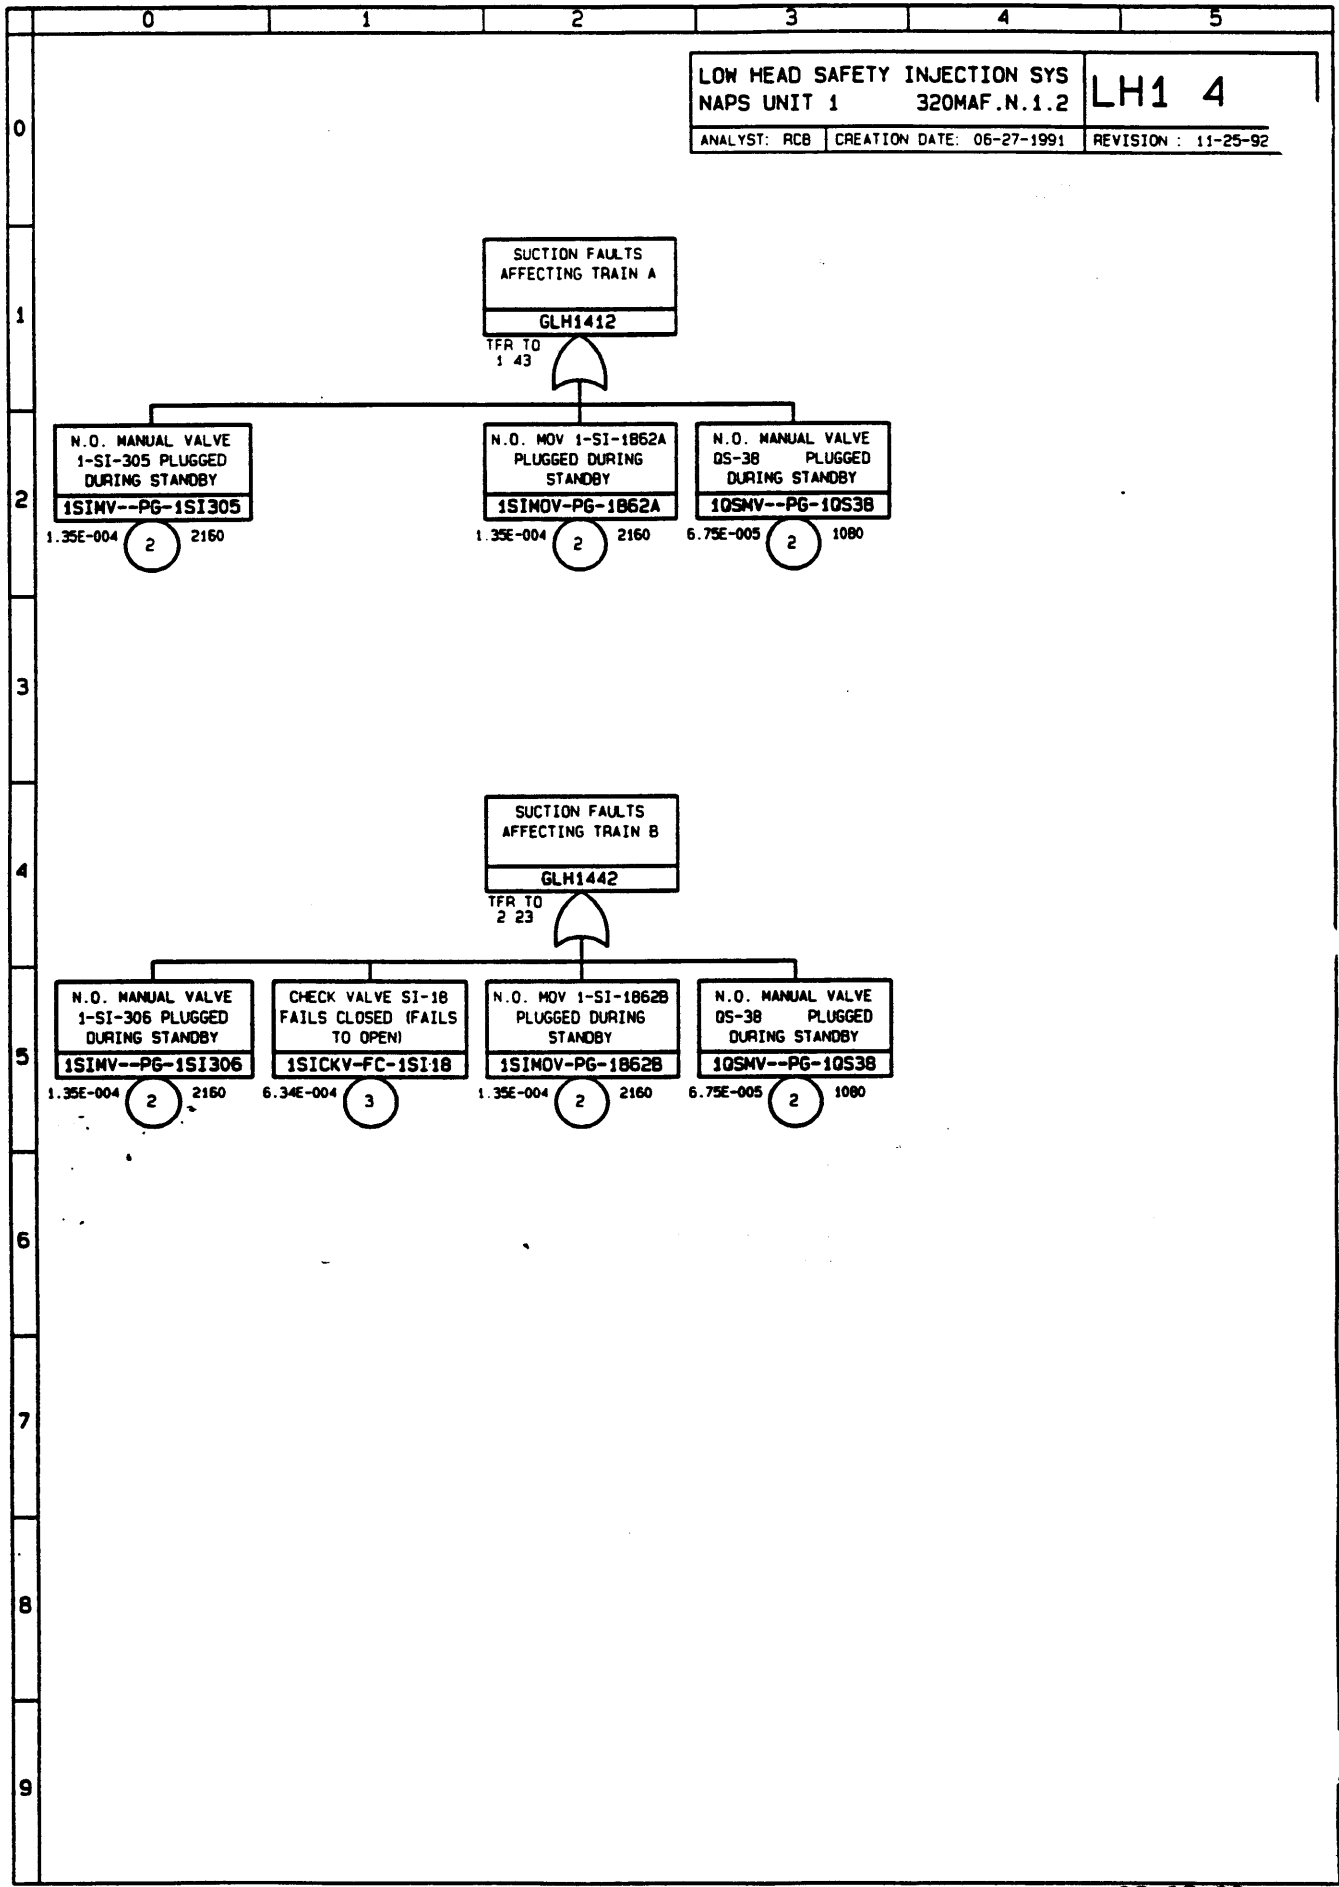 0 1 2 3 4 5
LOW HEAD SAFETY INJECTION SYS
NAPS UNIT 1 320MAF.N.1.2
LH1 4
ANALYST: RCB CREATION DATE: 06-27-1991 REVISION : 11-25-92
0
SUCTION FAULTS
AFFECTING TRAIN A
1
GLH1412
TFR TO
1 43
N.O. MANUAL VALVE
1-SI-305 PLUGGED
DURING STANDBY
1SIMV--PG-1SI305
1.35E-004 2 2160
N.O. MOV 1-SI-1862A
PLUGGED DURING
STANDBY
1SIMOV-PG-1862A
1.35E-004 2 2160
N.O. MANUAL VALVE
QS-38 PLUGGED
DURING STANDBY
1QSMV--PG-1QS38
6.75E-005 2 1080
2
3
SUCTION FAULTS
AFFECTING TRAIN B
4
GLH1442
TFR TO
2 23
N.O. MANUAL VALVE
1-SI-306 PLUGGED
DURING STANDBY
1SIMV--PG-1SI306
1.35E-004 2 2160
CHECK VALVE SI-18
FAILS CLOSED (FAILS
TO OPEN)
1SICKV-FC-1SI18
6.34E-004 3
N.O. MOV 1-SI-1862B
PLUGGED DURING
STANDBY
1SIMOV-PG-1862B
1.35E-004 2 2160
N.O. MANUAL VALVE
QS-38 PLUGGED
DURING STANDBY
1QSMV--PG-1QS38
6.75E-005 2 1080
5
6
7
8
9